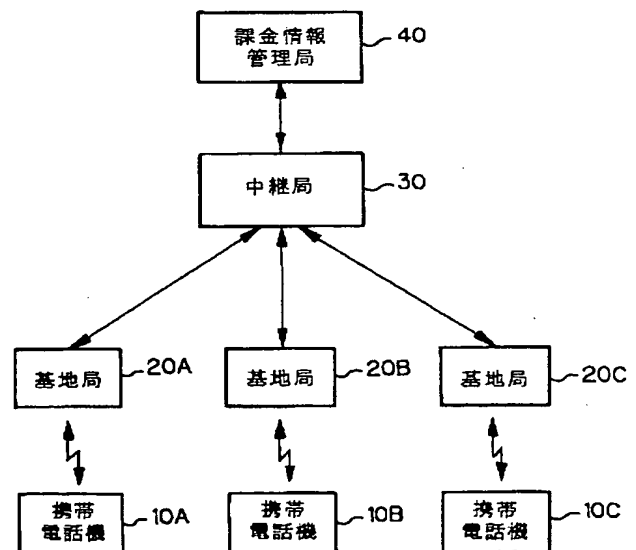 課金情報
管理局
40
中継局
30
基地局
20A
基地局
20B
基地局
20C
携帯
電話機
10A
携帯
電話機
10B
携帯
電話機
10C